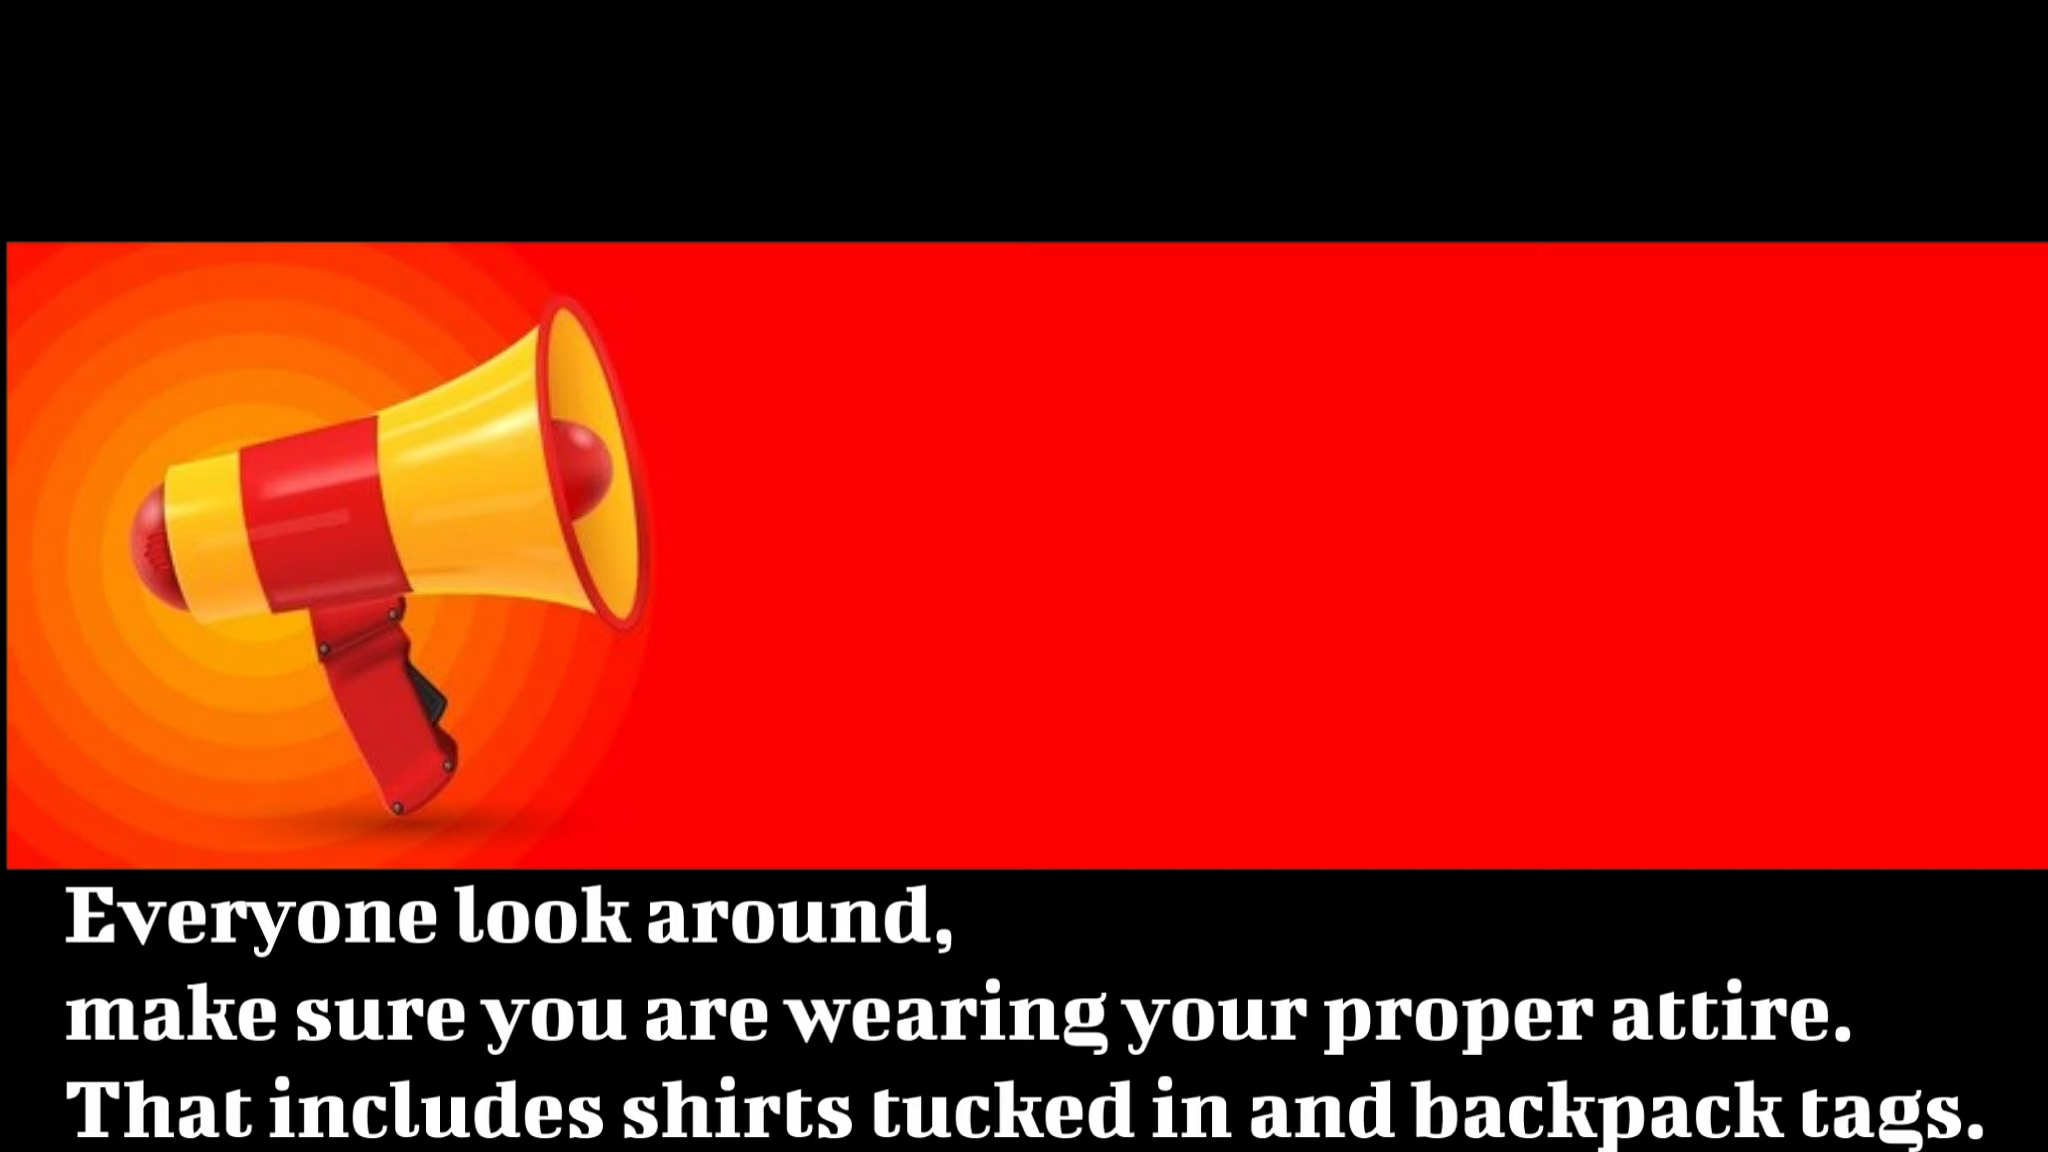 Everyone look around,
make sure you are wearing your proper attire.
That includes shirts tucked in and backpack tags.